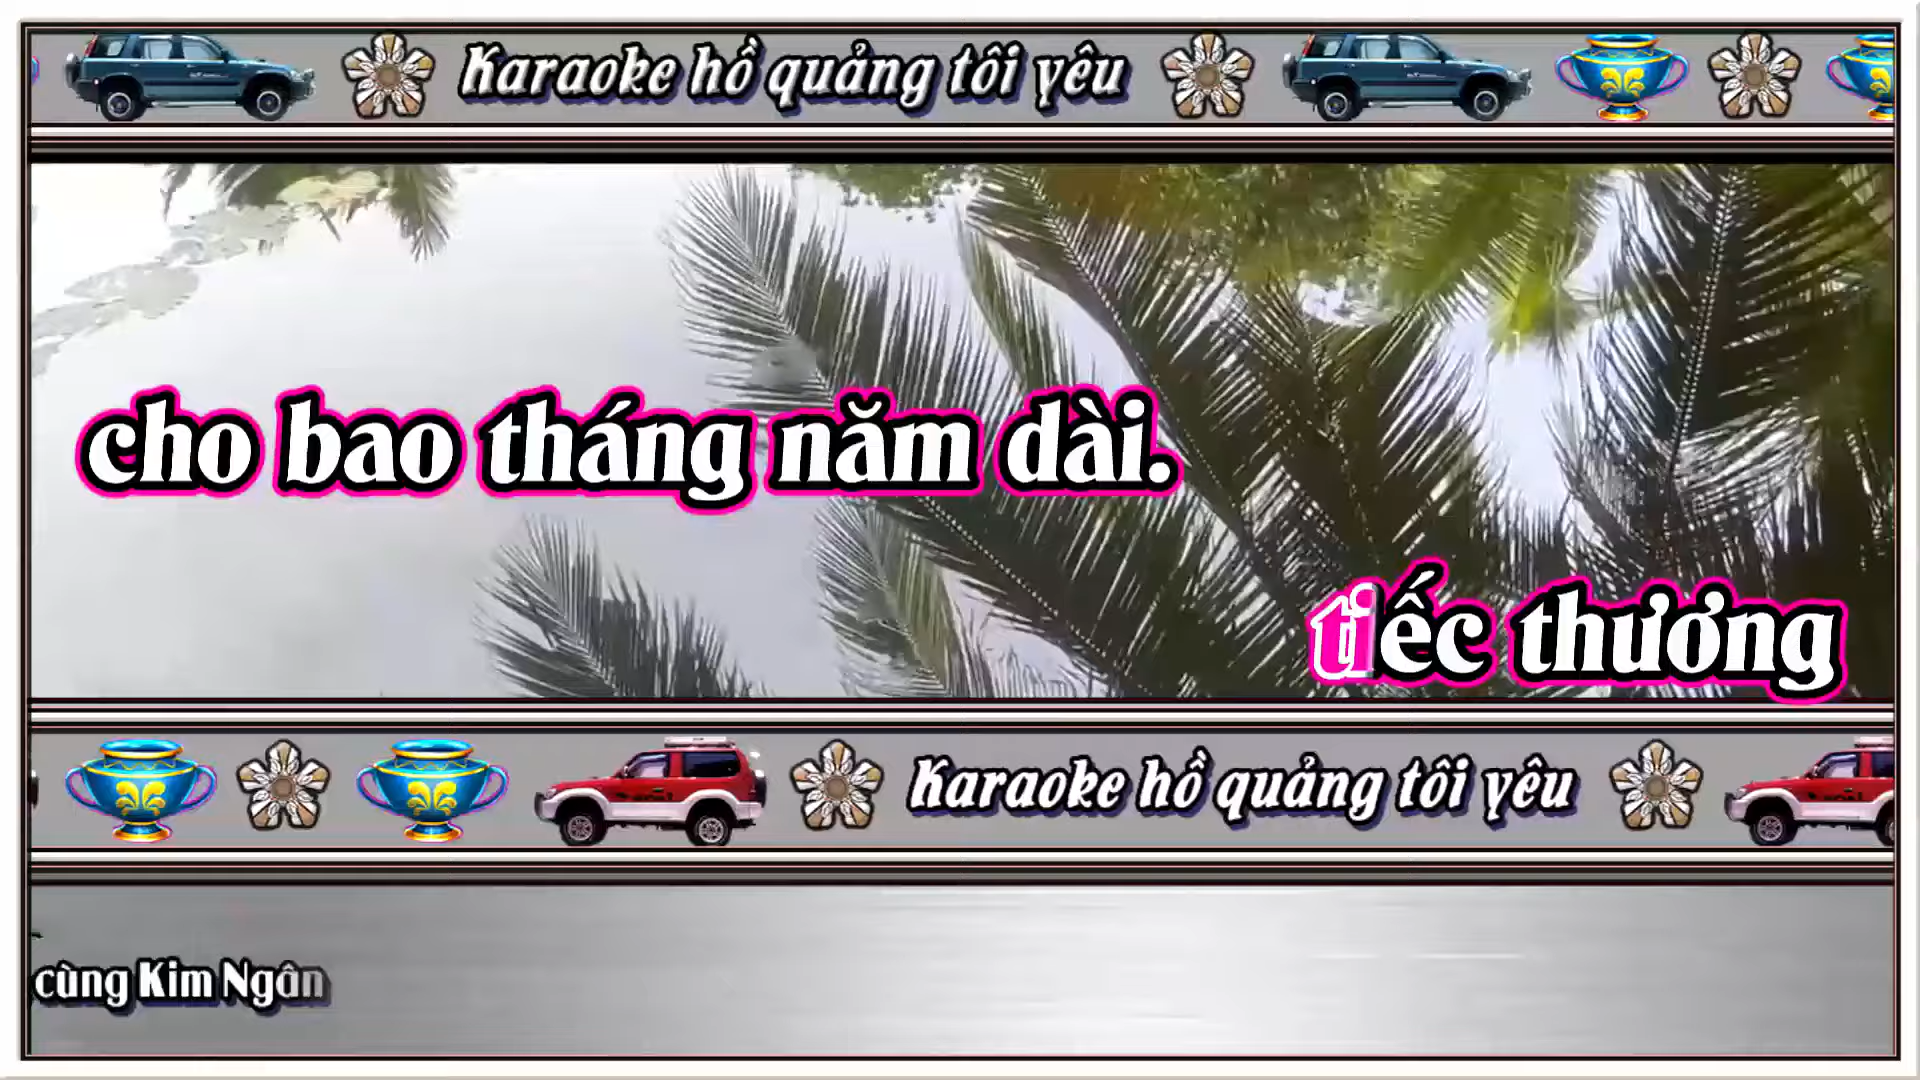 Karaoke hồ quảng tôi yêu
cho bao tháng năm dài.
tiếc thương
Karaoke hồ quảng tôi yêu
cùng Kim Ngân